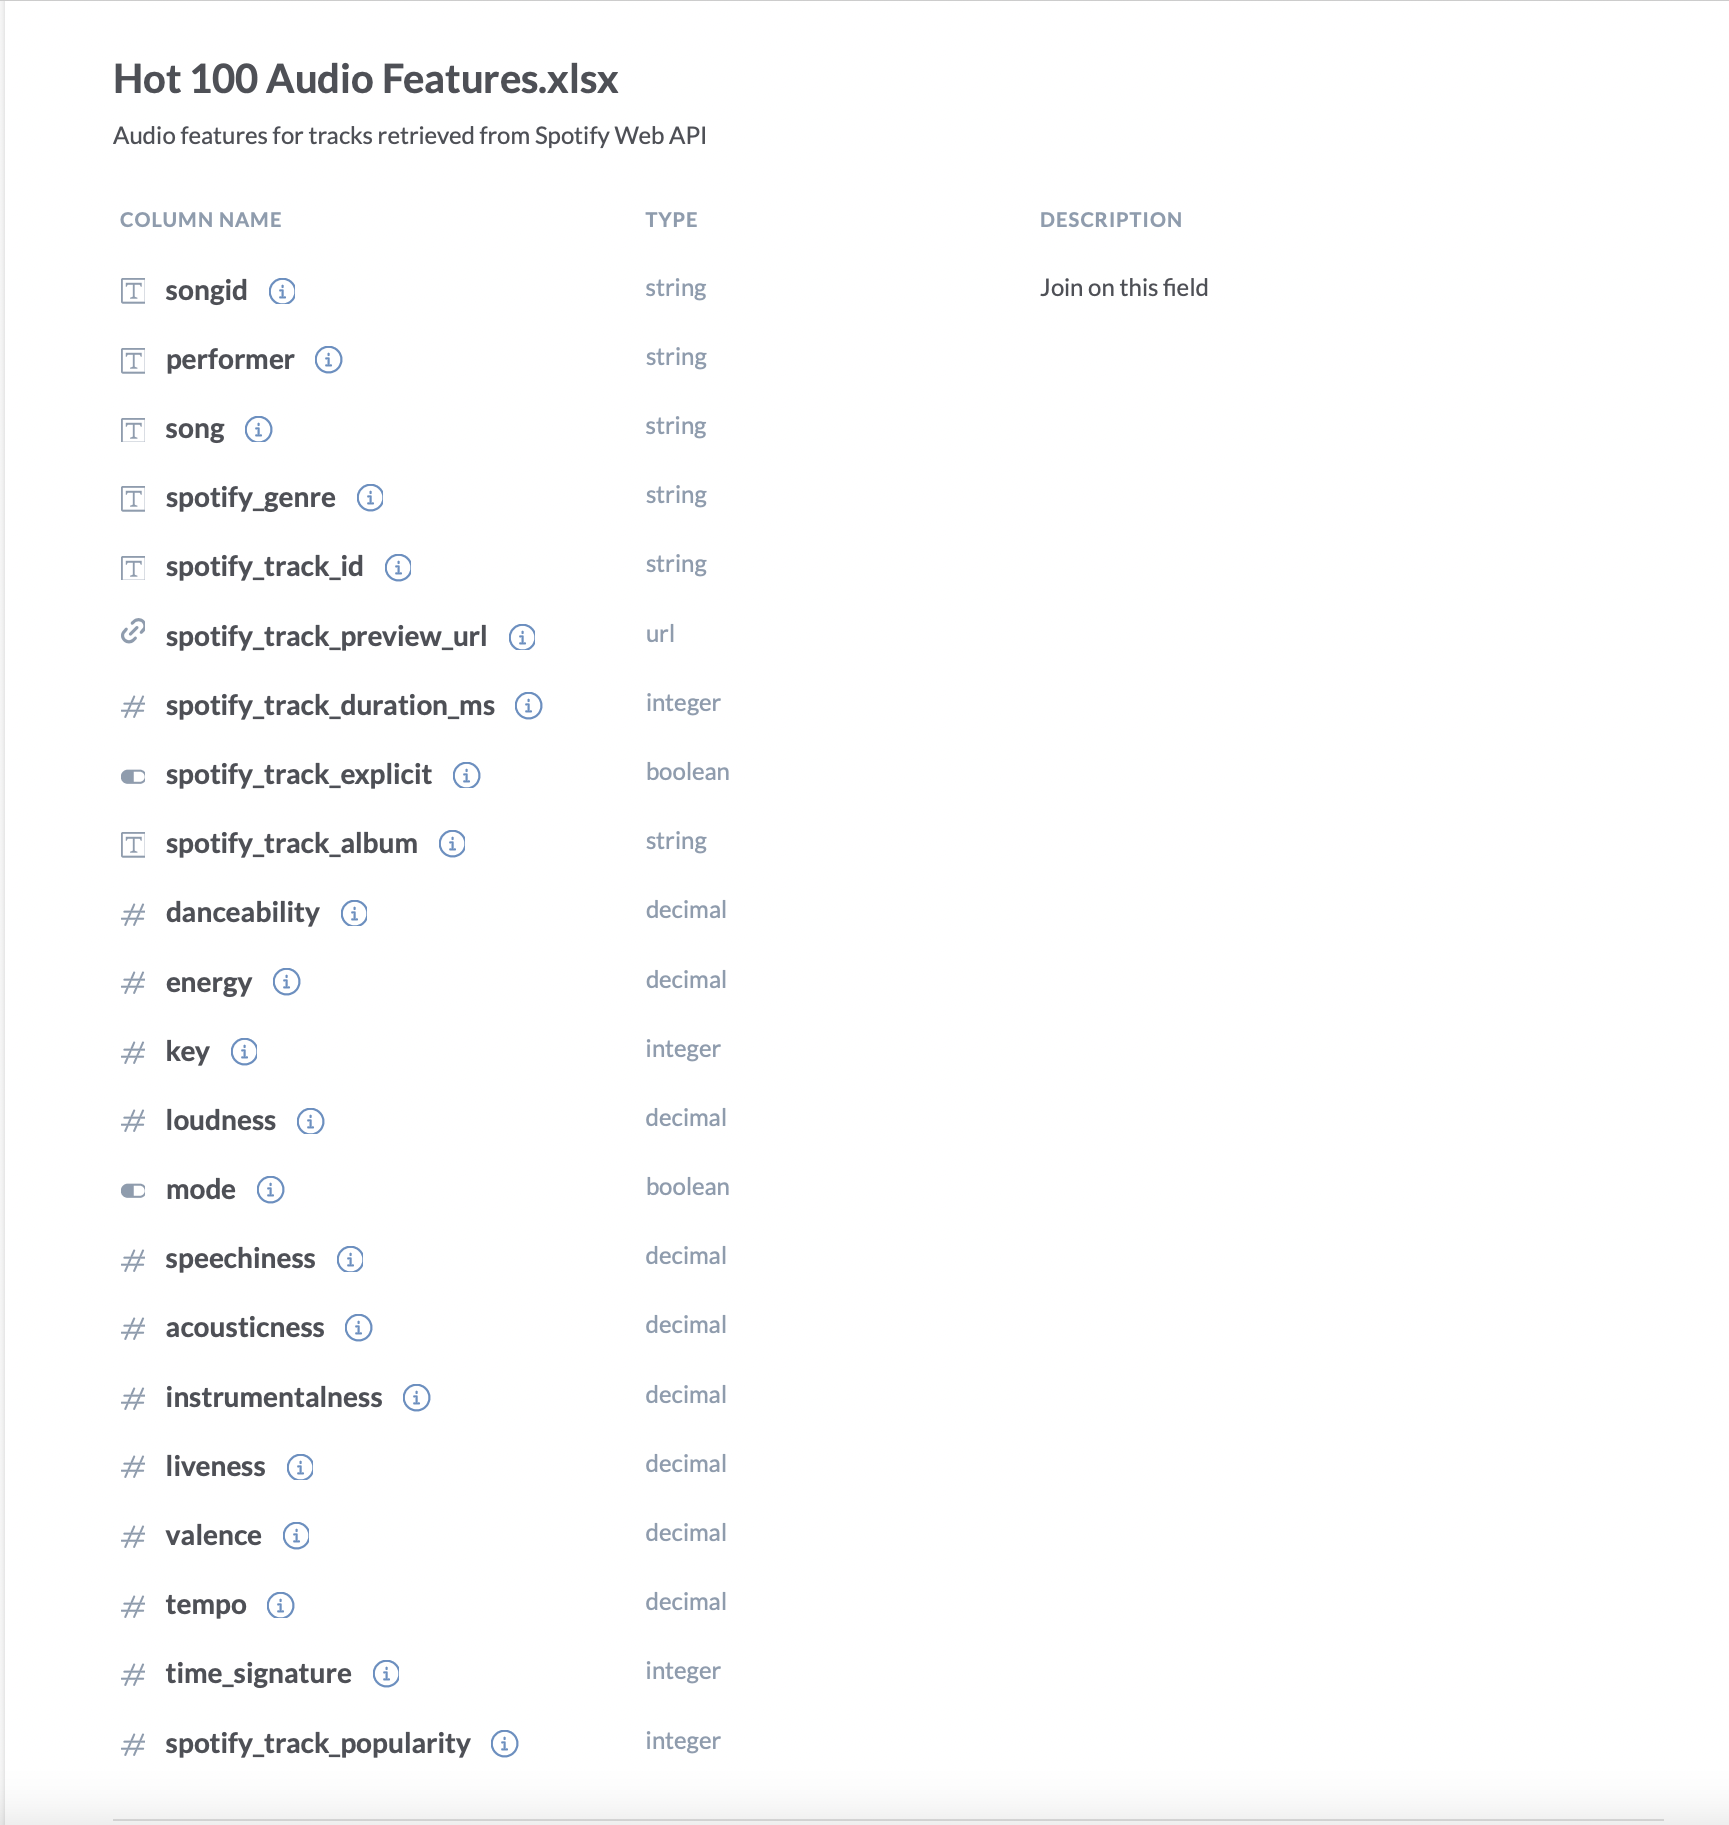 Hot 100 Audio Features.xlsx
Audio features for tracks retrieved from Spotify Web API
COLUMN NAME TYPE DESCRIPTION
songid string Join on this field
performer string
song string
spotify_genre string
spotify_track_id string
spotify_track_preview_url url
spotify_track_duration_ms integer
spotify_track_explicit boolean
spotify_track_album string
danceability decimal
energy decimal
key integer
loudness decimal
mode boolean
speechiness decimal
acousticness decimal
instrumentalness decimal
liveness decimal
valence decimal
tempo decimal
time_signature integer
spotify_track_popularity integer